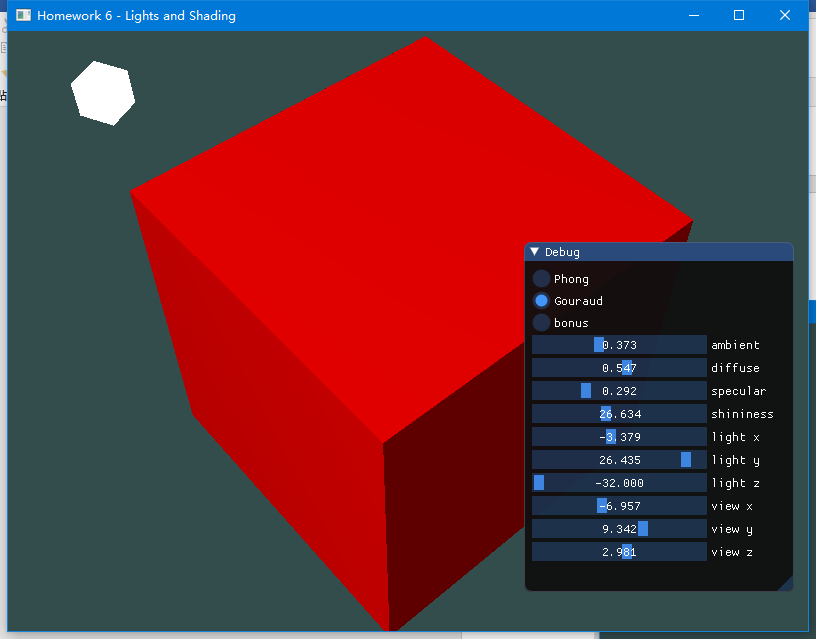 Homework 6 - Lights and Shading
Debug
Phong
Gouraud
bonus
0.373 ambient
0.547 diffuse
0.292 specular
26.634 shininess
-3.379 light x
26.435 light y
-32.000 light z
-6.957 view x
9.342 view y
2.981 view z